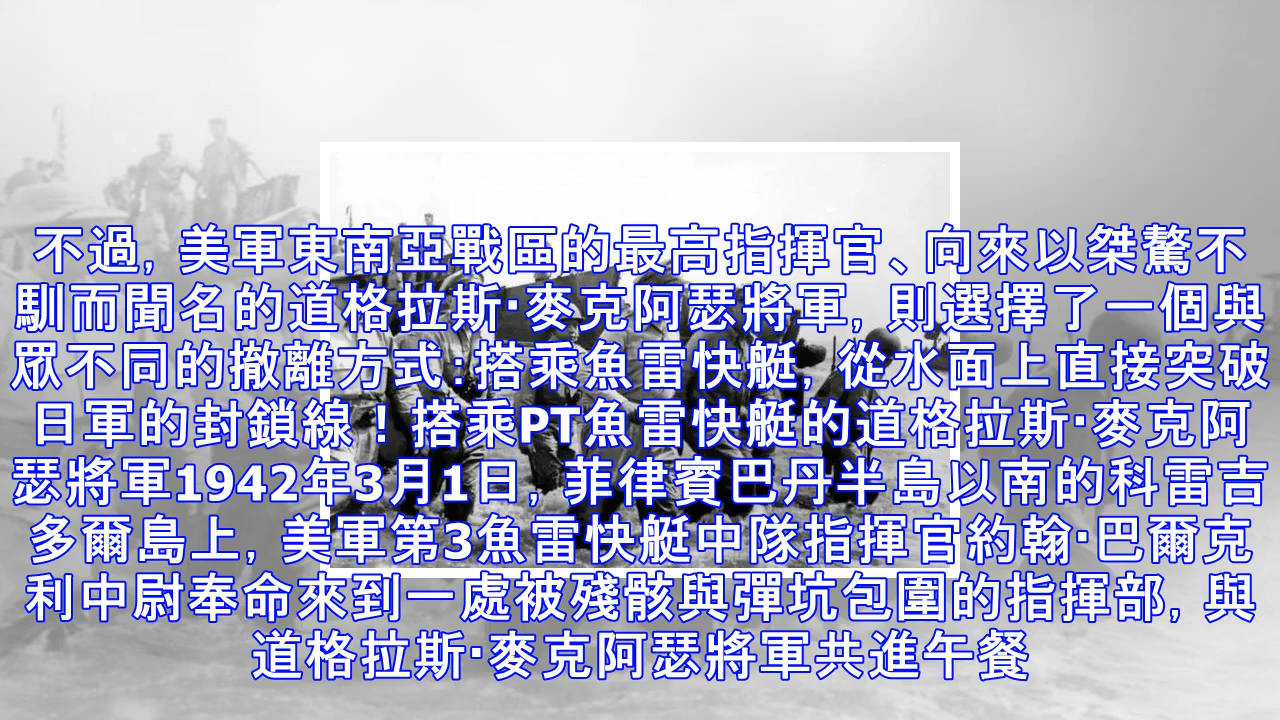 不過, 美軍東南亞戰區的最高指揮官、向來以桀驁不
馴而聞名的道格拉斯·麥克阿瑟將軍, 則選擇了一個與
眾不同的撤離方式：搭乘魚雷快艇, 從水面上直接突破
日軍的封鎖線！搭乘PT魚雷快艇的道格拉斯·麥克阿
瑟將軍1942年3月1日, 菲律賓巴丹半島以南的科雷吉
多爾島上, 美軍第3魚雷快艇中隊指揮官約翰·巴爾克
利中尉奉命來到一處被殘骸與彈坑包圍的指揮部, 與
道格拉斯·麥克阿瑟將軍共進午餐